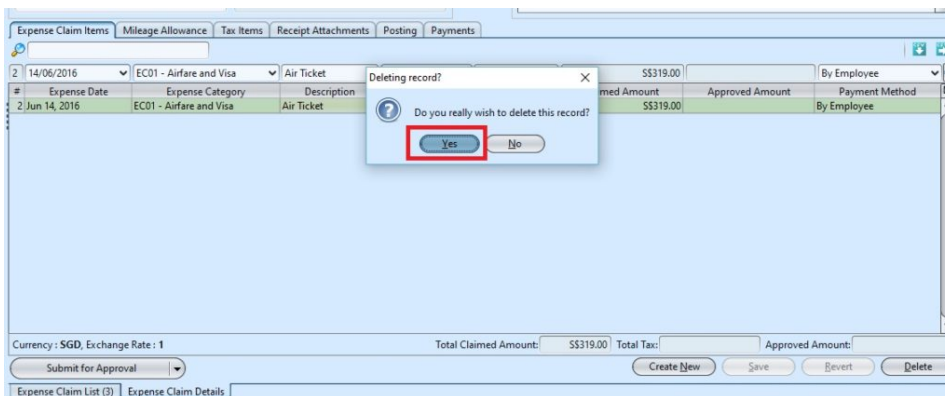 Expense Claim Items Mileage Allowance Tax Items Receipt Attachments Posting Payments
2 14/06/2016 EC01 - Airfare and Visa Air Ticket S$319.00 By Employee
Deleting record?
# Expense Date Expense Category Description med Amount Approved Amount Payment Method
2 Jun 14, 2016 EC01 - Airfare and Visa Air Ticket S$319.00 By Employee
Do you really wish to delete this record?
Yes No
Currency : SGD, Exchange Rate : 1 Total Claimed Amount: S$319.00 Total Tax: Approved Amount:
Submit for Approval Create New Save Revert Delete
Expense Claim List (3) Expense Claim Details